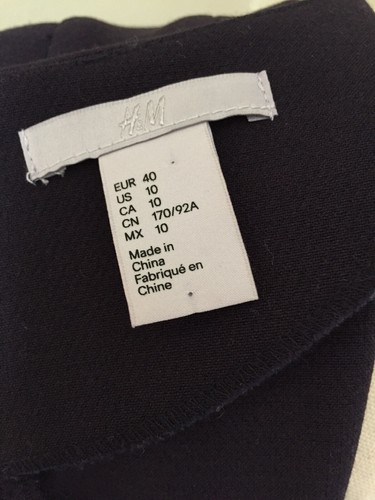 H&M
EUR 40
US 10
CA 10
CN 170/92A
MX 10
Made in
China
Fabriqué en
Chine